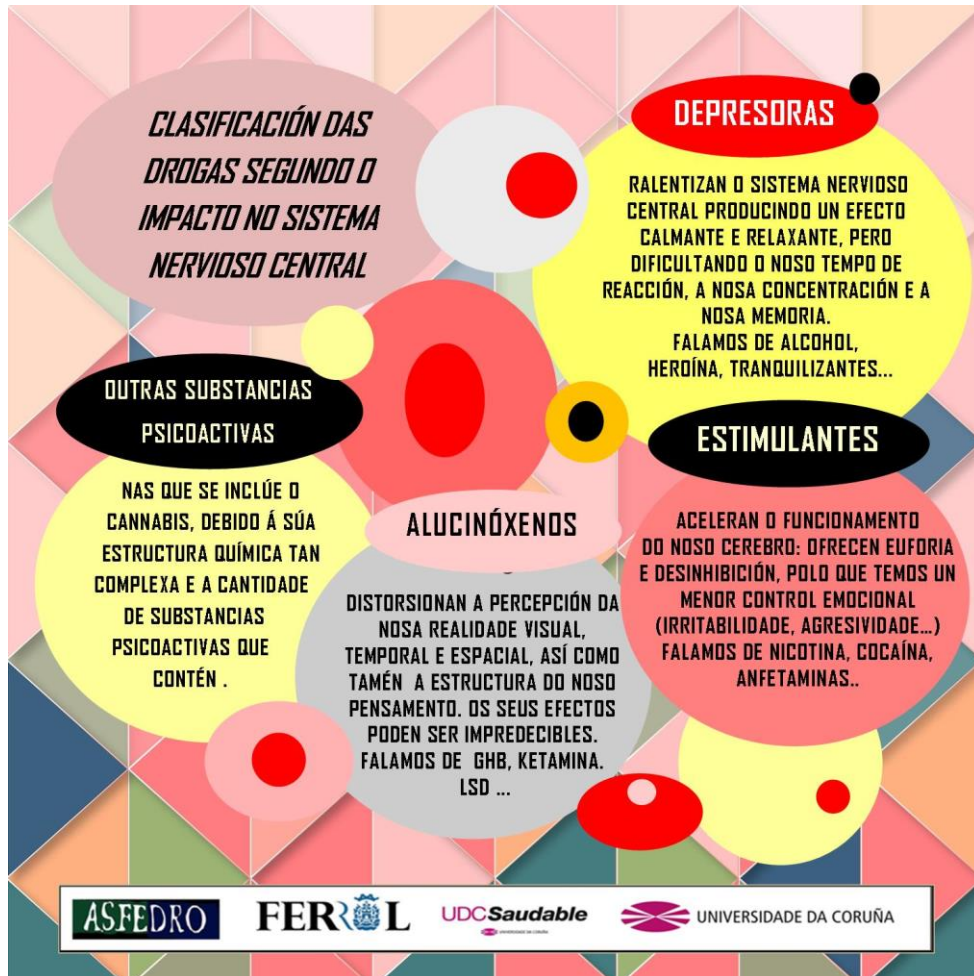 CLASIFICACIÓN DAS
DROGAS SEGUNDO O
IMPACTO NO SISTEMA
NERVIOSO CENTRAL
DEPRESORAS
RALENTIZAN O SISTEMA NERVIOSO
CENTRAL PRODUCINDO UN EFECTO
CALMANTE E RELAXANTE, PERO
DIFICULTANDO O NOSO TEMPO DE
REACCIÓN, A NOSA CONCENTRACIÓN E A
NOSA MEMORIA.
FALAMOS DE ALCOHOL,
HEROÍNA, TRANQUILIZANTES...
OUTRAS SUBSTANCIAS
PSICOACTIVAS
NAS QUE SE INCLÚE O
CANNABIS, DEBIDO Á SÚA
ESTRUCTURA QUÍMICA TAN
COMPLEXA E A CANTIDADE
DE SUBSTANCIAS
PSICOACTIVAS QUE
CONTÉN .
ALUCINÓXENOS
DISTORSIONAN A PERCEPCIÓN DA
NOSA REALIDADE VISUAL,
TEMPORAL E ESPACIAL, ASÍ COMO
TAMÉN A ESTRUCTURA DO NOSO
PENSAMENTO. OS SEUS EFECTOS
PODEN SER IMPREDECIBLES.
FALAMOS DE GHB, KETAMINA.
LSD ...
ESTIMULANTES
ACELERAN O FUNCIONAMENTO
DO NOSO CEREBRO: OFRECEN EUFORIA
E DESINHIBICIÓN, POLO QUE TEMOS UN
MENOR CONTROL EMOCIONAL
(IRRITABILIDADE, AGRESIVIDADE...)
FALAMOS DE NICOTINA, COCAÍNA,
ANFETAMINAS..
ASFEDRO
FERROL
UDCSaudable
UNIVERSIDADE DA CORUÑA
UNIVERSIDADE DA CORUÑA